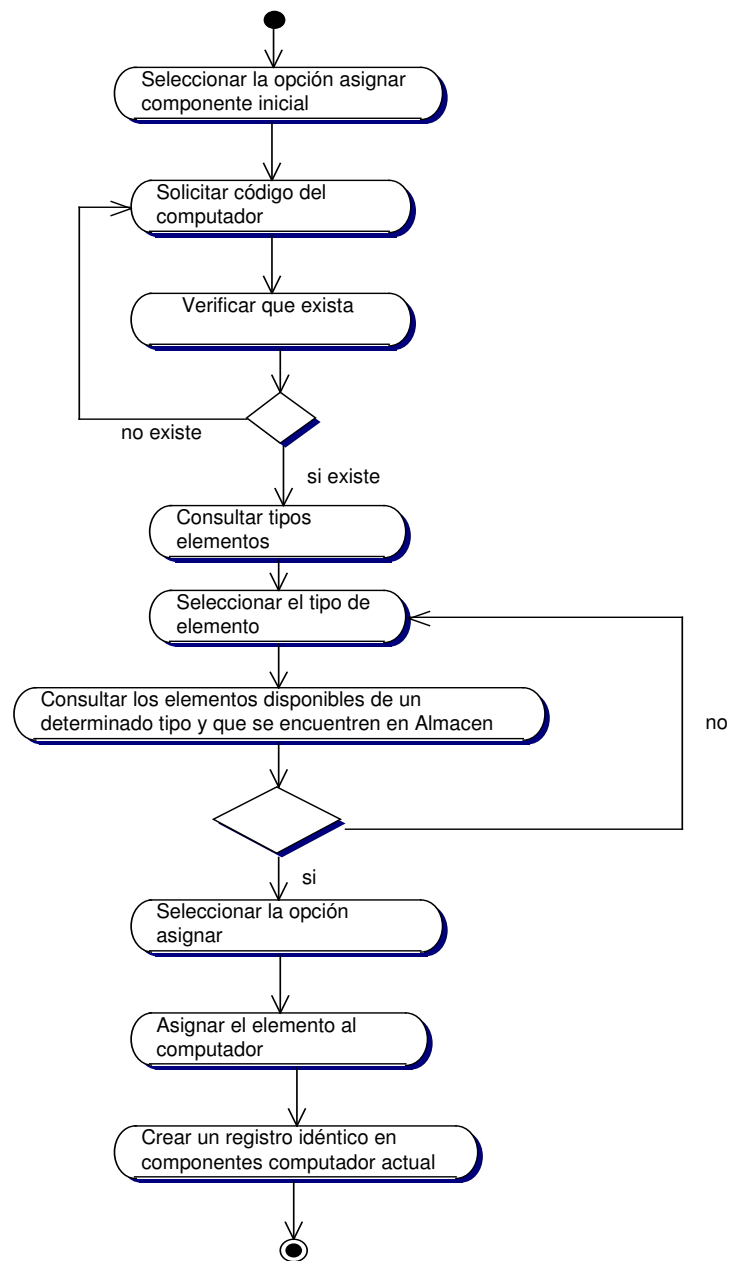 Seleccionar la opción asignar
componente inicial
Solicitar código del
computador
Verificar que exista
no existe
si existe
Consultar tipos
elementos
Seleccionar el tipo de
elemento
Consultar los elementos disponibles de un
determinado tipo y que se encuentren en Almacen
no
si
Seleccionar la opción
asignar
Asignar el elemento al
computador
Crear un registro idéntico en
componentes computador actual